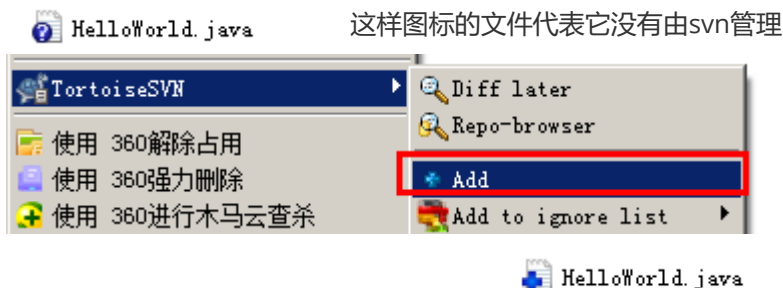 HelloWorld.java
这样图标的文件代表它没有由svn管理
TortoiseSVN
Diff later
Repo-browser
使用 360解除占用
使用 360强力删除
Add
使用 360进行木马云查杀
Add to ignore list
HelloWorld.java